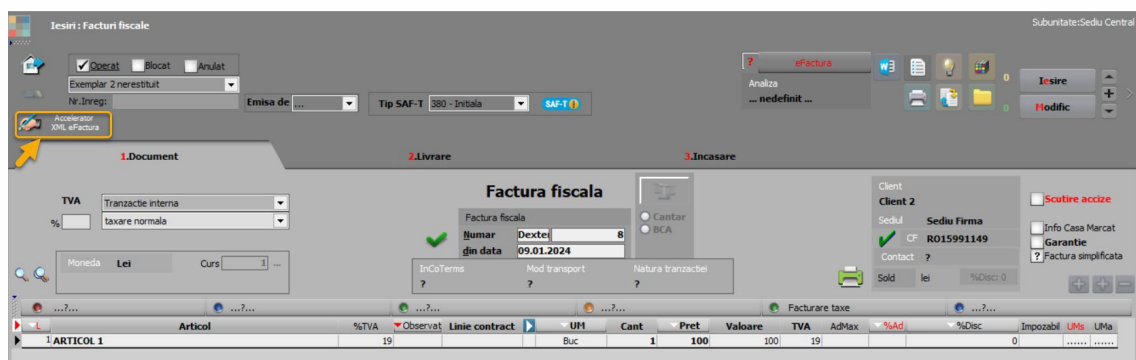 Iesiri : Facturi fiscale
Subunitate:Sediu Central
Operat Blocat Anulat
Exemplar 2 nerestituit
Nr.Inreg:
Emisa de ...
Tip SAF-T 380 - Initiala
SAF-T
? eFactura
Analiza
... nedefinit ...
0
0
Iesire
Modific
Accelerator
XML eFactura
1.Document 2.Livrare 3.Incasare
TVA Tranzactie interna
% taxare normala
Moneda Lei Curs 1 ...
Factura fiscala
Factura fiscala
Numar Dexter 8
din data 09.01.2024
Cantar
BCA
InCoTerms Mod transport Natura tranzactiei
? ? ?
Client
Client 2
Sediul Sediu Firma
CF RO15991149
Contact ?
Sold lei %Disc: 0
Scutire accize
Info Casa Marcat
Garantie
? Factura simplificata
...?... ...?... ...?... ...?... Facturare taxe ...?...
L Articol %TVA Observat Linie contract UM Cant Pret Valoare TVA AdMax %Ad %Disc Impozabil UMs UMa
1 ARTICOL 1 19 Buc 1 100 100 19 0 ...... ......